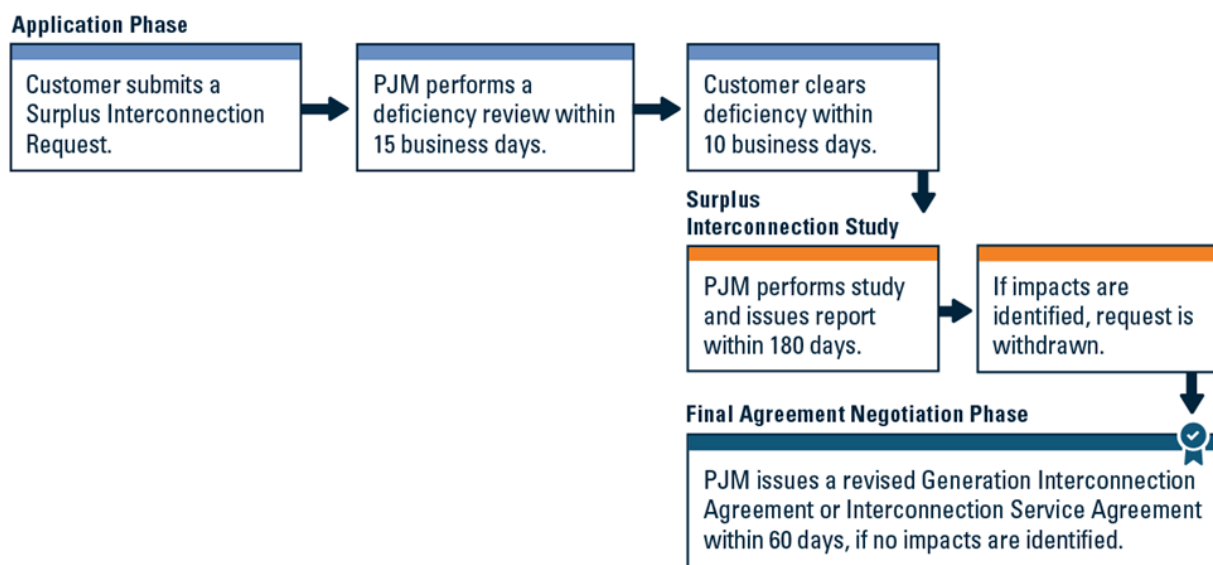 Application Phase
Customer submits a
Surplus Interconnection
Request.
PJM performs a
deficiency review within
15 business days.
Customer clears
deficiency within
10 business days.
Surplus
Interconnection Study
PJM performs study
and issues report
within 180 days.
If impacts are
identified, request is
withdrawn.
Final Agreement Negotiation Phase
PJM issues a revised Generation Interconnection
Agreement or Interconnection Service Agreement
within 60 days, if no impacts are identified.